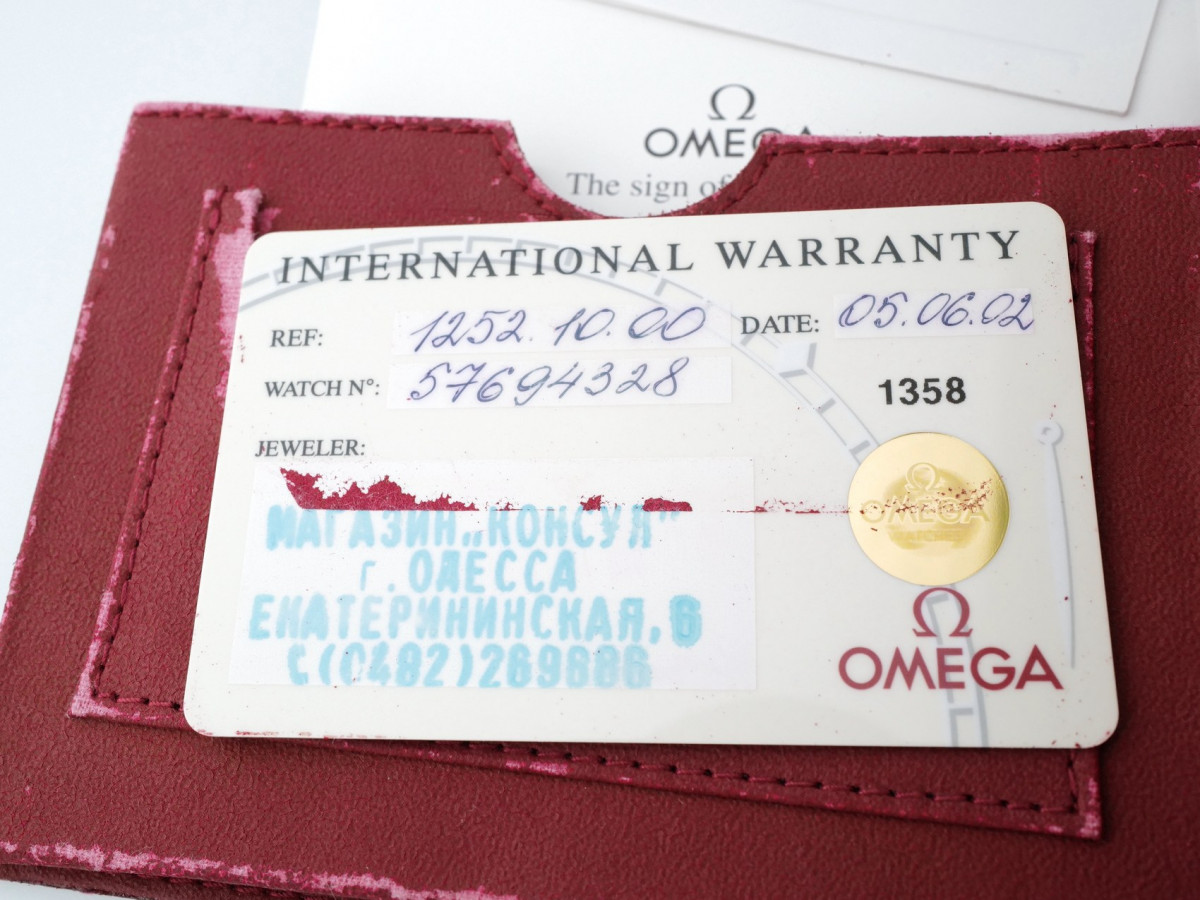 Ω
OMEGA
The sign of
INTERNATIONAL WARRANTY
REF: 1252.10.00 DATE: 05.06.02
WATCH N°: 57694328
1358
JEWELER:
OMEGA
МАГАЗИН „КОНСУЛ"
г. ОДЕССА
ЕКАТЕРИНИНСКАЯ, 6
Ω
OMEGA